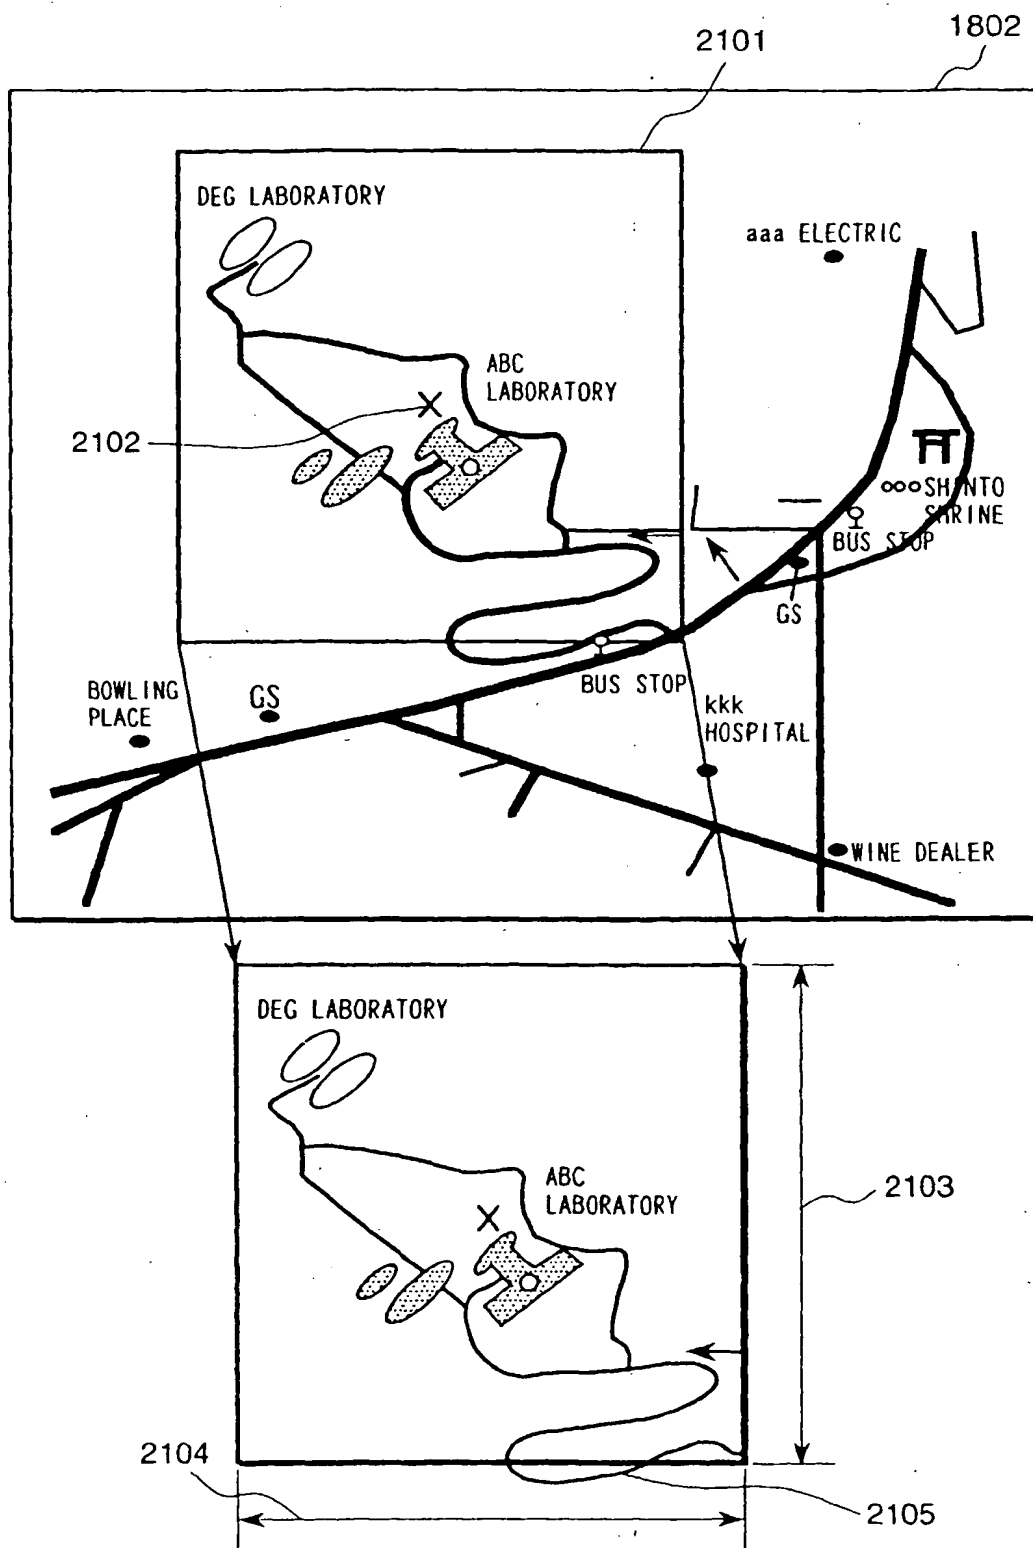 1802
2101
DEG LABORATORY
aaa ELECTRIC
ABC
LABORATORY
2102
SHINTO
SHRINE
BUS STOP
GS
BUS STOP
BOWLING
PLACE
GS
kkk
HOSPITAL
WINE DEALER
DEG LABORATORY
ABC
LABORATORY
2103
2104
2105